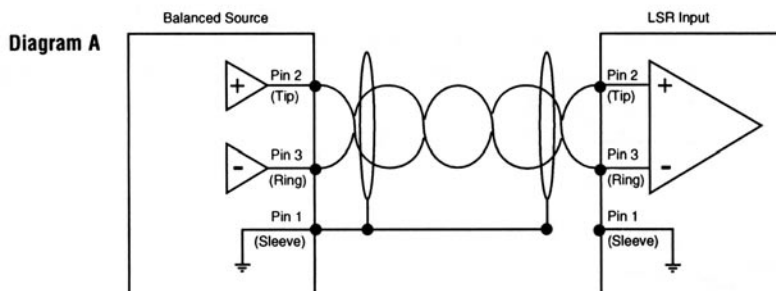 Balanced Source
LSR Input
Diagram A
+
Pin 2
(Tip)
Pin 2
(Tip)
+
-
Pin 3
(Ring)
Pin 3
(Ring)
-
Pin 1
(Sleeve)
Pin 1
(Sleeve)